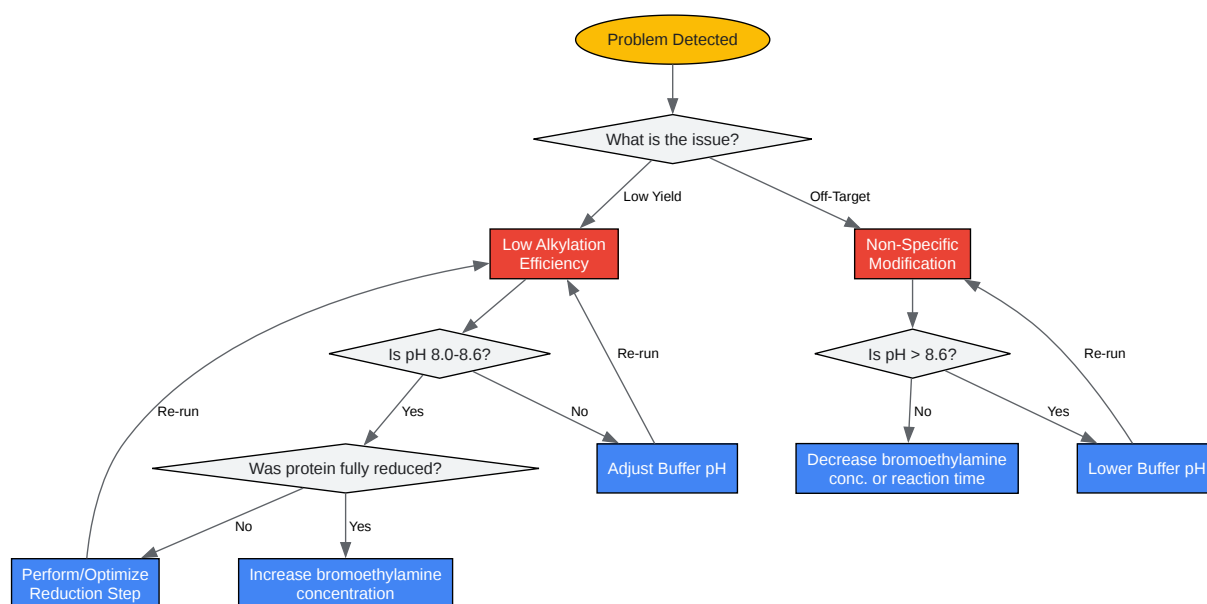 Problem Detected
What is the issue?
Low Yield
Off-Target
Low Alkylation
Efficiency
Non-Specific
Modification
Is pH 8.0-8.6?
Re-run
Is pH > 8.6?
Re-run
Re-run
Yes
No
No
Yes
Was protein fully reduced?
Adjust Buffer pH
Decrease bromoethylamine
conc. or reaction time
Lower Buffer pH
No
Yes
Perform/Optimize
Reduction Step
Increase bromoethylamine
concentration